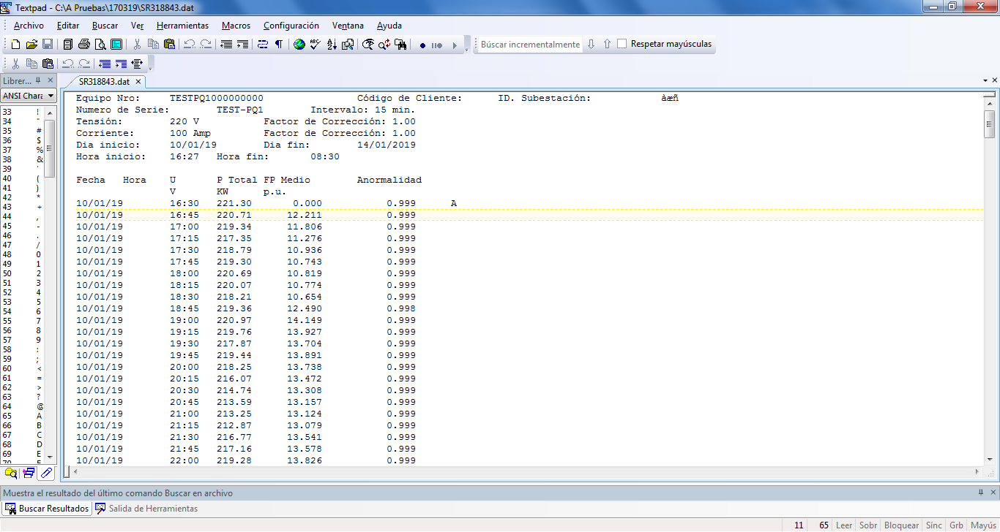 Textpad - C:\A Pruebas\170319\SR318843.dat
Archivo Editar Buscar Ver Herramientas Macros Configuración Ventana Ayuda
Búscar incrementalmente Respetar mayúsculas
Librer...
SR318843.dat
ANSI Chara
33 !
34 "
35 #
36 $
37 %
38 &
39 '
40 (
41 )
42 *
43 +
44 ,
45 -
46 .
47 /
48 0
49 1
50 2
51 3
52 4
53 5
54 6
55 7
56 8
57 9
58 :
59 ;
60 <
61 =
62 >
63 ?
64 @
65 A
66 B
67 C
68 D
69 E
70 F
Equipo Nro: TESTPQ1000000000 Código de Cliente: ID. Subestación: àæñ
Numero de Serie: TEST-PQ1 Intervalo: 15 min.
Tensión: 220 V Factor de Corrección: 1.00
Corriente: 100 Amp Factor de Corrección: 1.00
Dia inicio: 10/01/19 Dia fin: 14/01/2019
Hora inicio: 16:27 Hora fin: 08:30
Fecha Hora U P Total FP Medio Anormalidad
V KW p.u.
10/01/19 16:30 221.30 0.000 0.999 A
10/01/19 16:45 220.71 12.211 0.999
10/01/19 17:00 219.34 11.806 0.999
10/01/19 17:15 217.35 11.276 0.999
10/01/19 17:30 218.79 10.936 0.999
10/01/19 17:45 219.30 10.743 0.999
10/01/19 18:00 220.69 10.819 0.999
10/01/19 18:15 220.07 10.774 0.999
10/01/19 18:30 218.21 10.654 0.999
10/01/19 18:45 219.36 12.490 0.998
10/01/19 19:00 220.97 14.149 0.999
10/01/19 19:15 219.76 13.927 0.999
10/01/19 19:30 217.87 13.704 0.999
10/01/19 19:45 219.44 13.891 0.999
10/01/19 20:00 218.25 13.738 0.999
10/01/19 20:15 216.07 13.472 0.999
10/01/19 20:30 214.74 13.308 0.999
10/01/19 20:45 213.59 13.157 0.999
10/01/19 21:00 213.25 13.124 0.999
10/01/19 21:15 212.87 13.079 0.999
10/01/19 21:30 216.77 13.541 0.999
10/01/19 21:45 217.16 13.578 0.999
10/01/19 22:00 219.28 13.826 0.999
Muestra el resultado del último comando Buscar en archivo
Buscar Resultados Salida de Herramientas
11 65 Leer Sobr Bloquear Sínc Grb Mayús